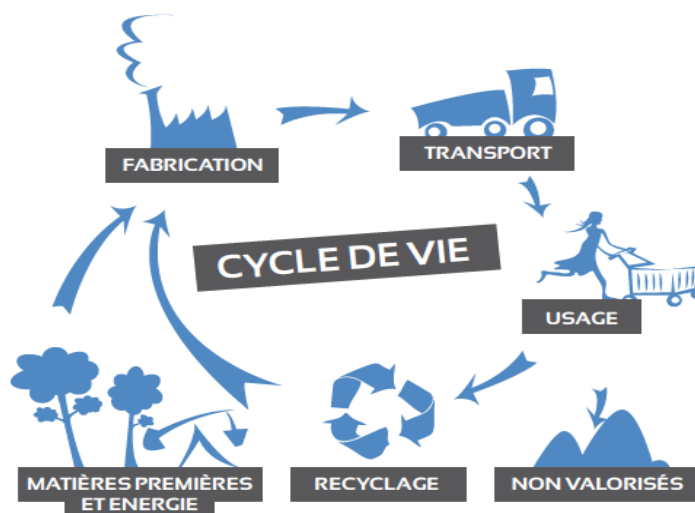 FABRICATION
TRANSPORT
CYCLE DE VIE
USAGE
MATIÈRES PREMIÈRES
ET ENERGIE
RECYCLAGE
NON VALORISÉS